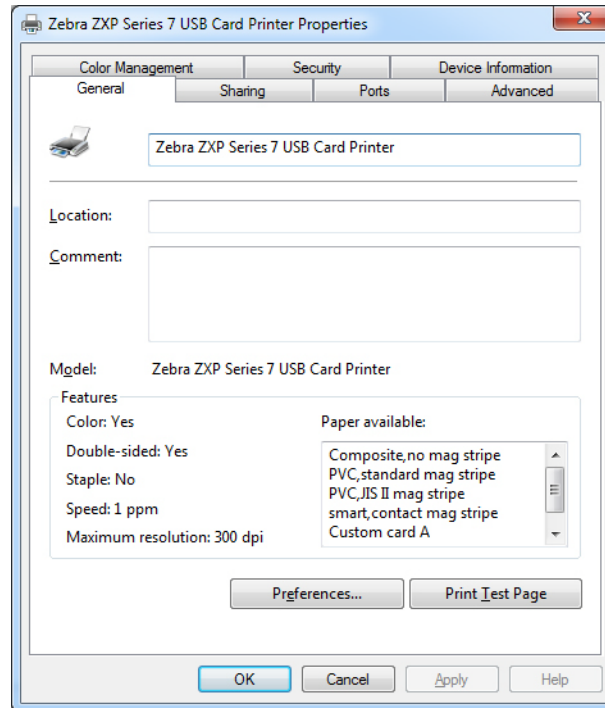 Zebra ZXP Series 7 USB Card Printer Properties
Color Management Security Device Information
General Sharing Ports Advanced
Zebra ZXP Series 7 USB Card Printer
Location:
Comment:
Model: Zebra ZXP Series 7 USB Card Printer
Features
Color: Yes Paper available:
Double-sided: Yes Composite,no mag stripe
PVC,standard mag stripe
Staple: No PVC,JIS II mag stripe
Speed: 1 ppm smart,contact mag stripe
Maximum resolution: 300 dpi Custom card A
Preferences... Print Test Page
OK Cancel Apply Help